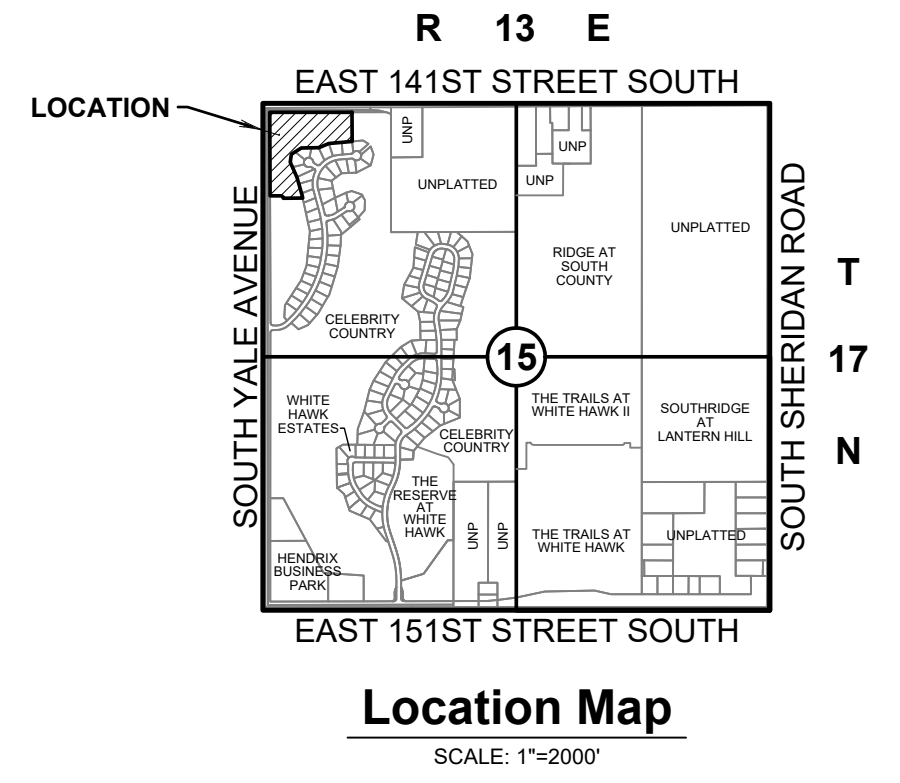 R 13 E
EAST 141ST STREET SOUTH
LOCATION
SOUTH YALE AVENUE
SOUTH SHERIDAN ROAD
T
17
N
UNP
UNPLATTED
UNP
UNP
RIDGE AT
SOUTH
COUNTY
UNPLATTED
CELEBRITY
COUNTRY
15
WHITE
HAWK
ESTATES
THE TRAILS AT
WHITE HAWK II
SOUTHRIDGE
AT
LANTERN HILL
CELEBRITY
COUNTRY
THE
RESERVE
AT
WHITE
HAWK
UNP
UNP
THE TRAILS AT
WHITE HAWK
UNPLATTED
HENDRIX
BUSINESS
PARK
EAST 151ST STREET SOUTH
Location Map
SCALE: 1"=2000'